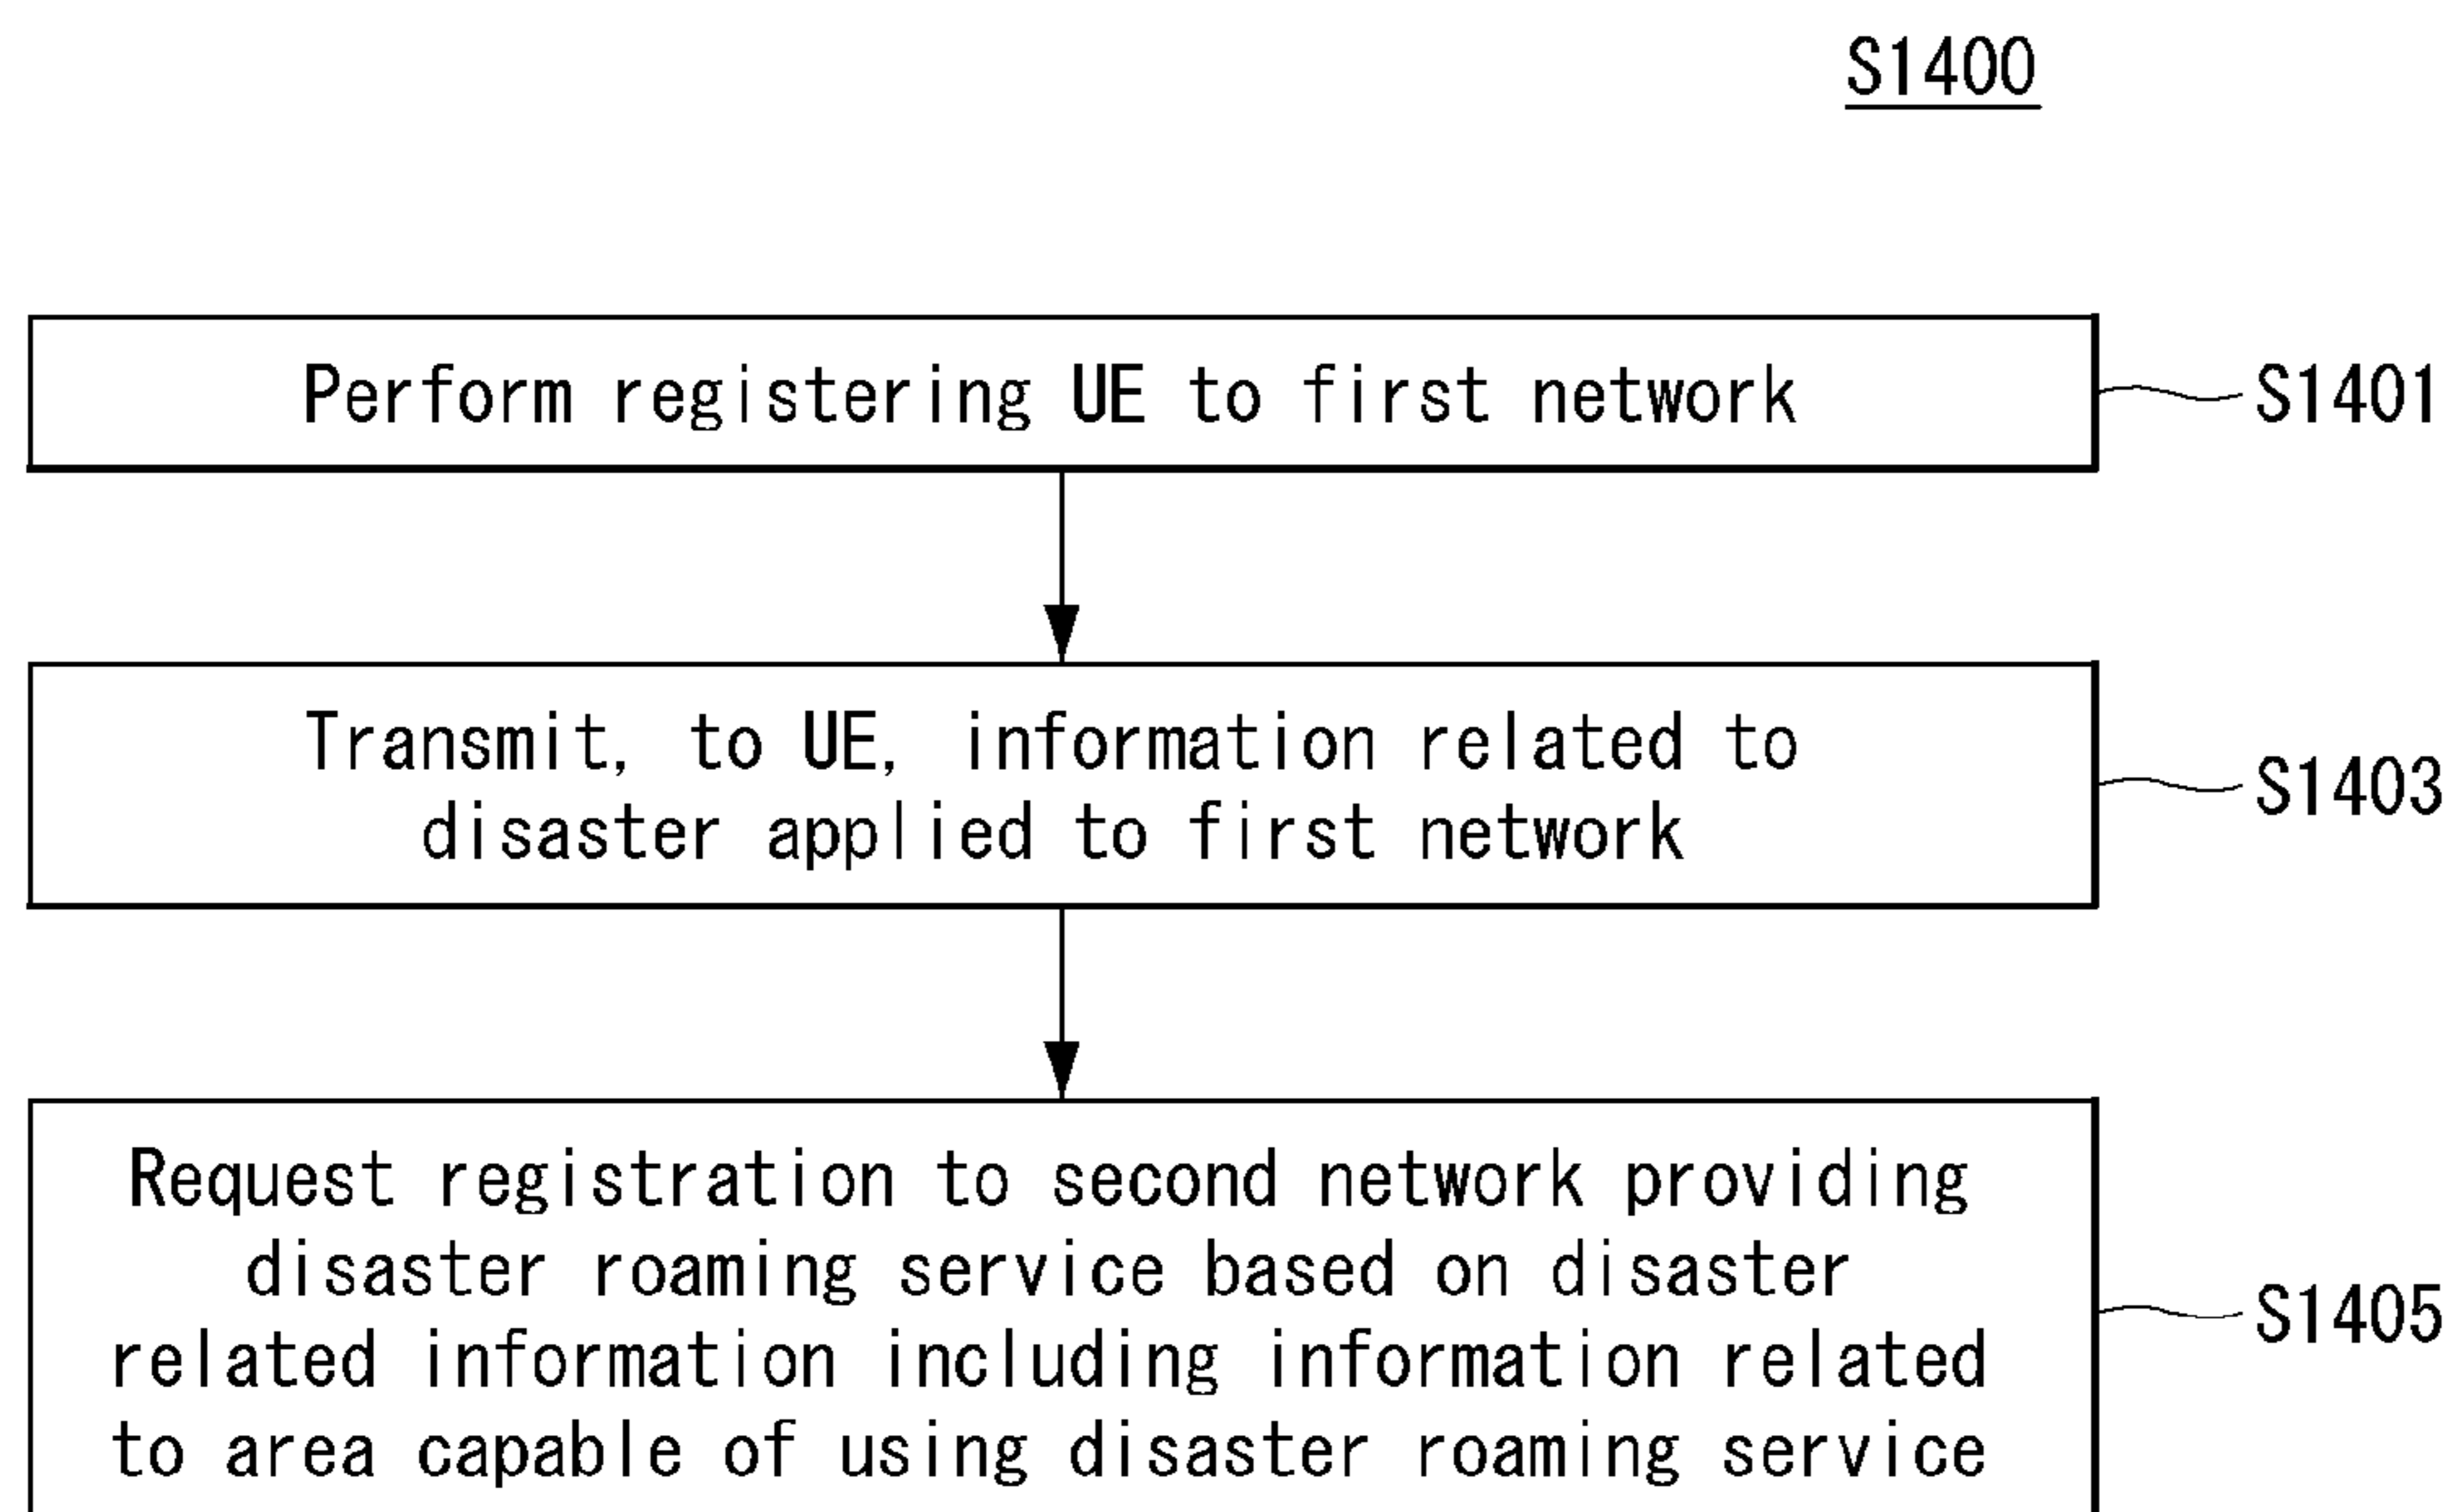 S1400
Perform registering UE to first network
S1401
Transmit, to UE, information related to
disaster applied to first network
S1403
Request registration to second network providing
disaster roaming service based on disaster
related information including information related
to area capable of using disaster roaming service
S1405